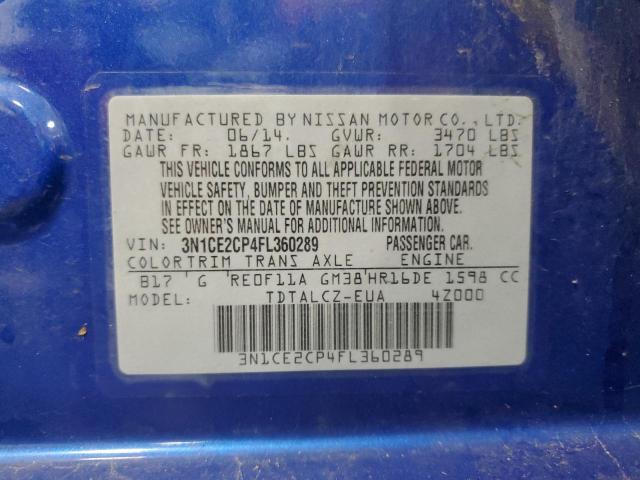 MANUFACTURED BY NISSAN MOTOR CO., LTD.
DATE: 06/14. GVWR: 3470 LBS
GAWR FR: 1867 LBS GAWR RR: 1704 LBS
THIS VEHICLE CONFORMS TO ALL APPLICABLE FEDERAL MOTOR
VEHICLE SAFETY, BUMPER AND THEFT PREVENTION STANDARDS
IN EFFECT ON THE DATE OF MANUFACTURE SHOWN ABOVE.
SEE OWNER'S MANUAL FOR ADDITIONAL INFORMATION.
VIN: 3N1CE2CP4FL360289 PASSENGER CAR.
COLOR TRIM TRANS AXLE ENGINE
B17 G RE0F11A GM38 HR16DE 1598 CC
MODEL: TDTALCZ-EUA 4Z000
3N1CE2CP4FL360289